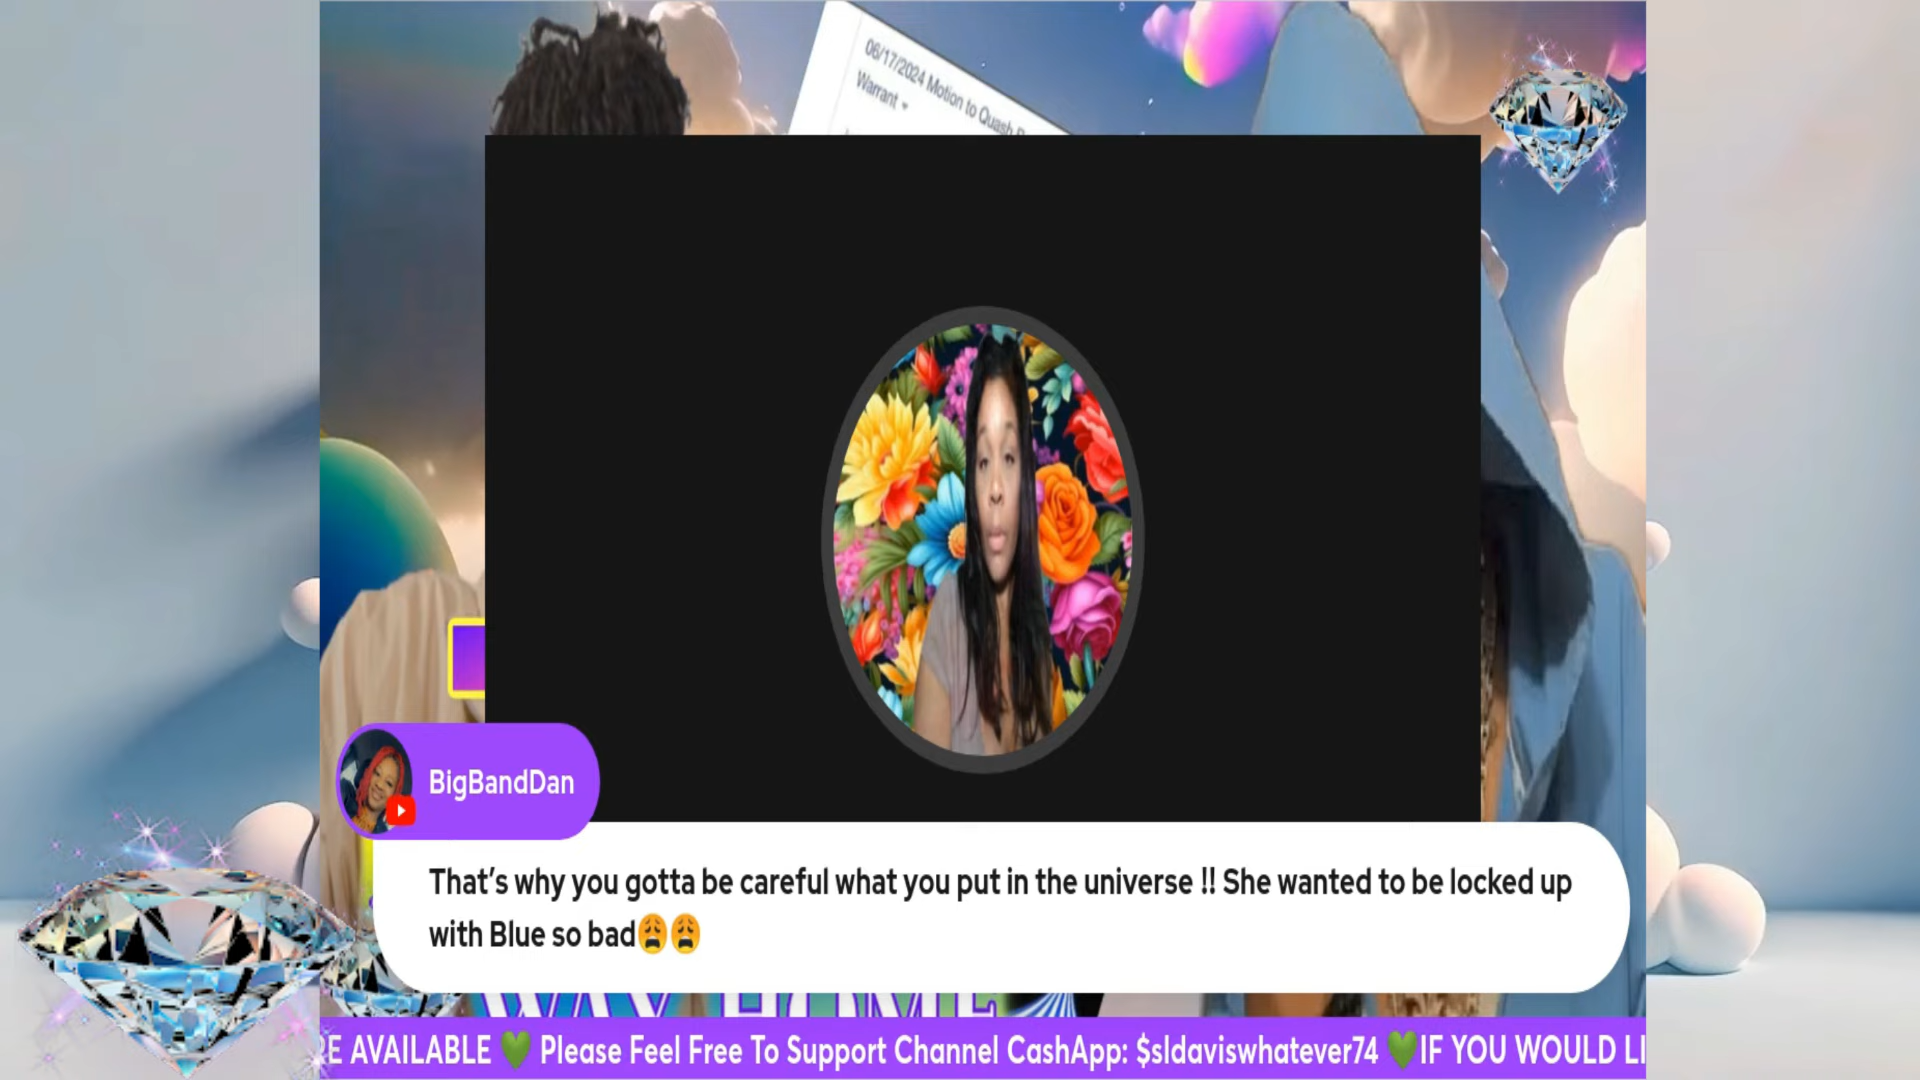 06/17/2024 Motion to Quash
Warrant
BigBandDan
That's why you gotta be careful what you put in the universe !! She wanted to be locked up
with Blue so bad😩😩
WAY HOME
E AVAILABLE 💚 Please Feel Free To Support Channel CashApp: $sldaviswhatever74 💚IF YOU WOULD LI